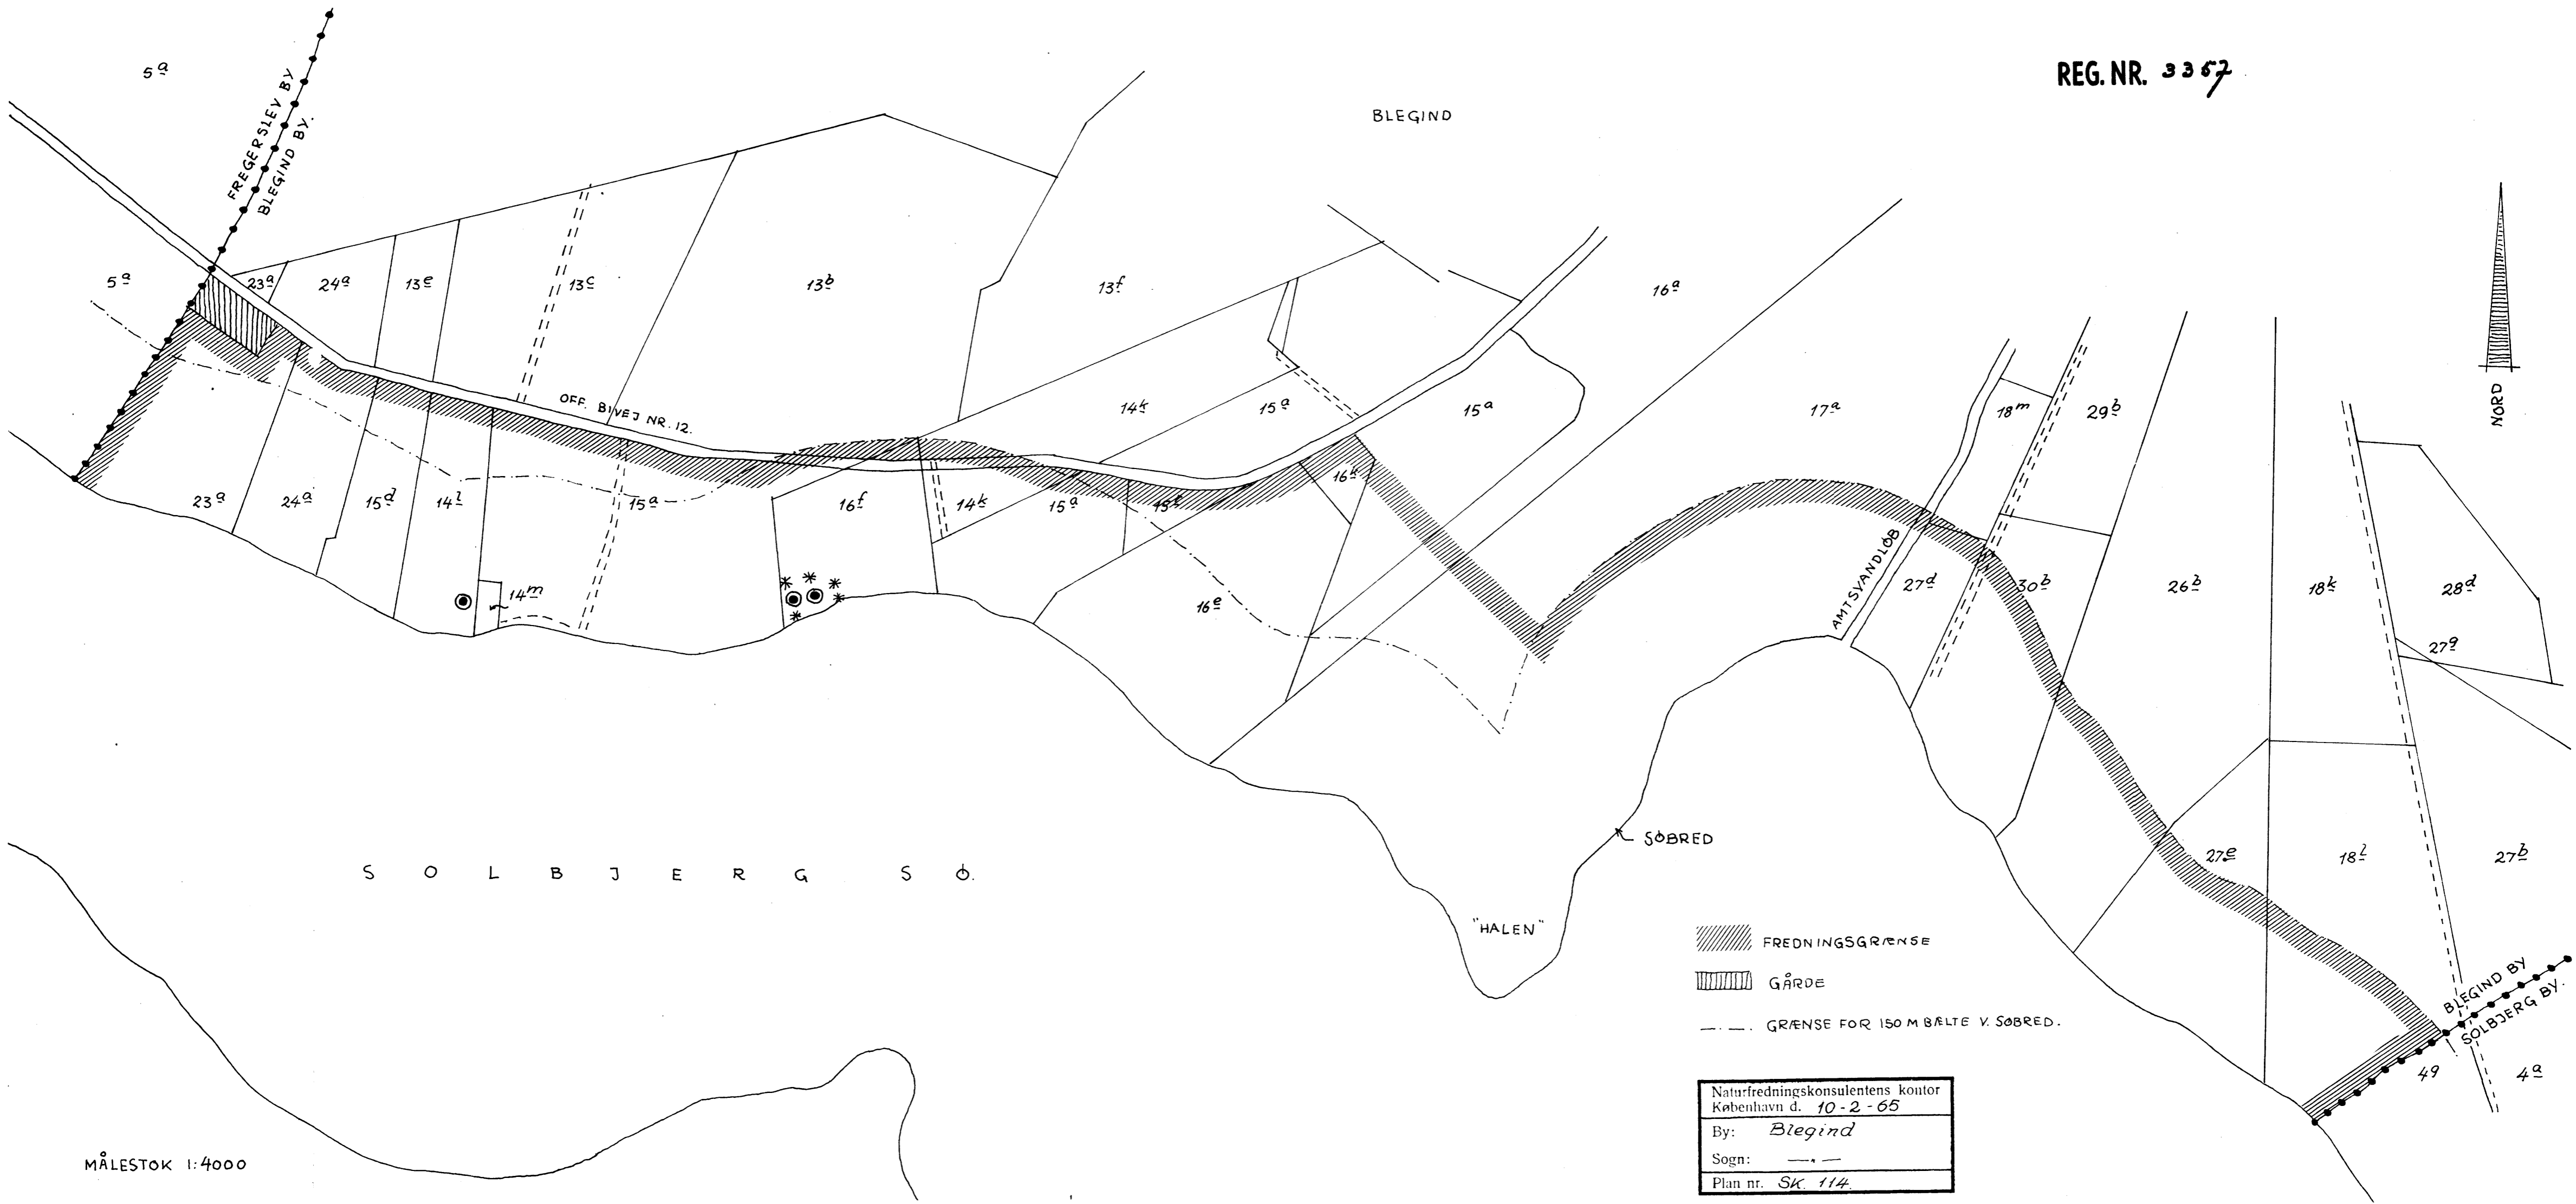 REG. NR. 3357
5a
FREGERSLEV BY
BLEGIND BY.
BLEGIND
5a
23a
24a
13e
13c
13b
13f
16a
14k
15a
15a
17a
18m
29b
NORD
OFF. BIVEJ NR. 12.
23a
24a
15d
14l
15a
16f
14k
15a
16k
14m
16e
AMTSVANDLØB
27d
30b
26b
18k
28d
27a
SØBRED
27e
18l
27b
SOLBJERG SØ.
"HALEN"
FREDNINGSGRÆNSE
GÅRDE
GRÆNSE FOR 150 M BÆLTE V. SØBRED.
BLEGIND BY
SOLBJERG BY.
49
4a
Naturfredningskonsulentens kontor
København d. 10-2-65
By: Blegind
Sogn: —"—
Plan nr. SK. 114.
MÅLESTOK 1:4000